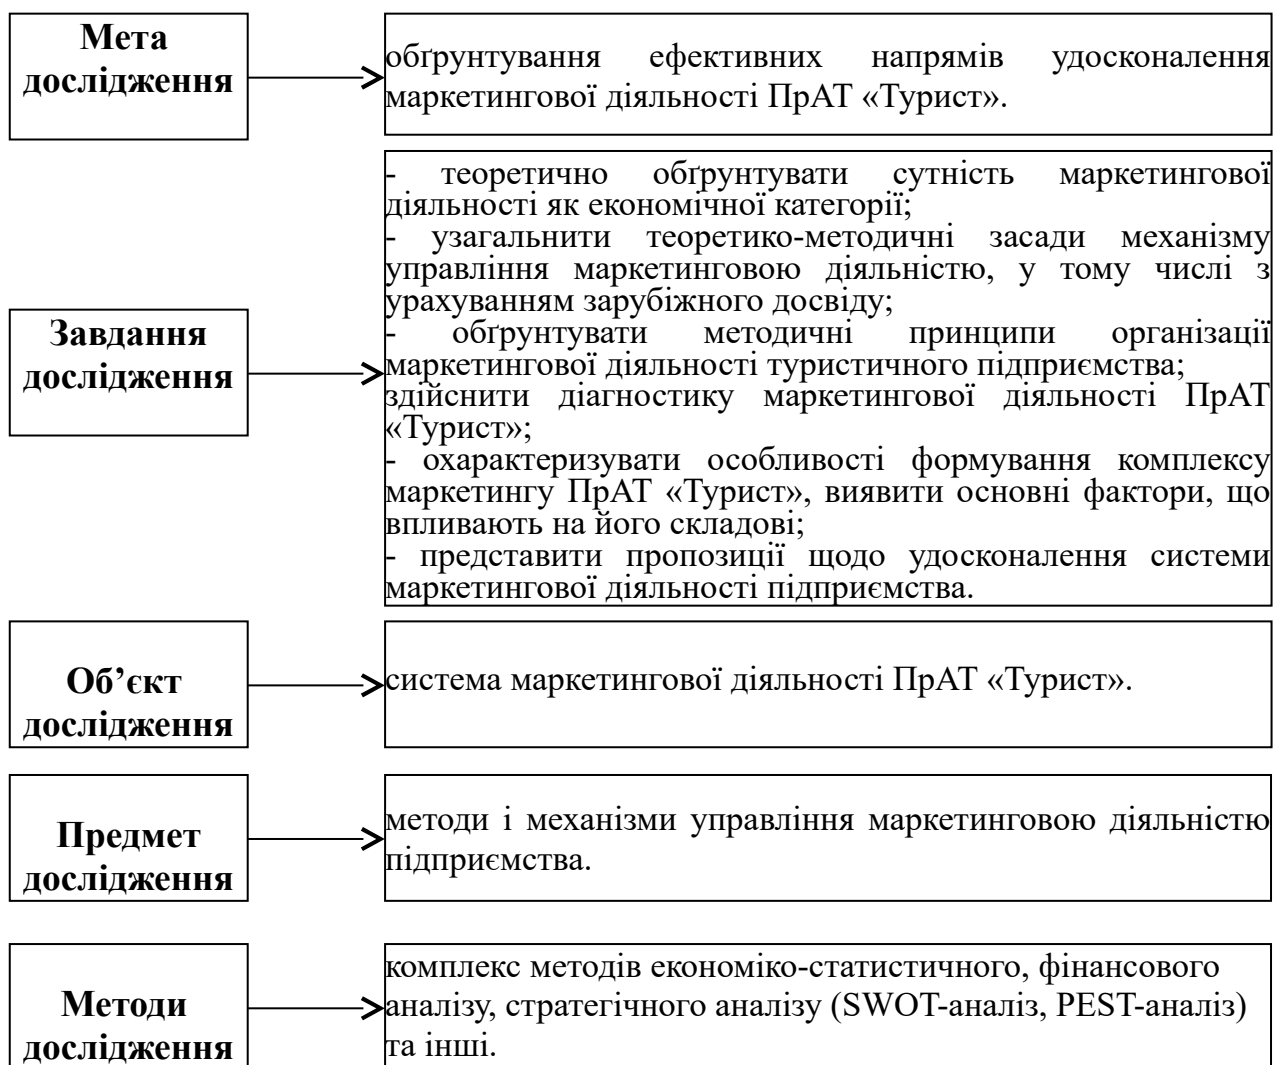 Мета
дослідження
обґрунтування ефективних напрямів удосконалення
маркетингової діяльності ПрАТ «Турист».
Завдання
дослідження
- теоретично обґрунтувати сутність маркетингової
діяльності як економічної категорії;
- узагальнити теоретико-методичні засади механізму
управління маркетинговою діяльністю, у тому числі з
урахуванням зарубіжного досвіду;
- обґрунтувати методичні принципи організації
маркетингової діяльності туристичного підприємства;
здійснити діагностику маркетингової діяльності ПрАТ
«Турист»;
- охарактеризувати особливості формування комплексу
маркетингу ПрАТ «Турист», виявити основні фактори, що
впливають на його складові;
- представити пропозиції щодо удосконалення системи
маркетингової діяльності підприємства.
Об’єкт
дослідження
система маркетингової діяльності ПрАТ «Турист».
Предмет
дослідження
методи і механізми управління маркетинговою діяльністю
підприємства.
Методи
дослідження
комплекс методів економіко-статистичного, фінансового
аналізу, стратегічного аналізу (SWOT-аналіз, PEST-аналіз)
та інші.